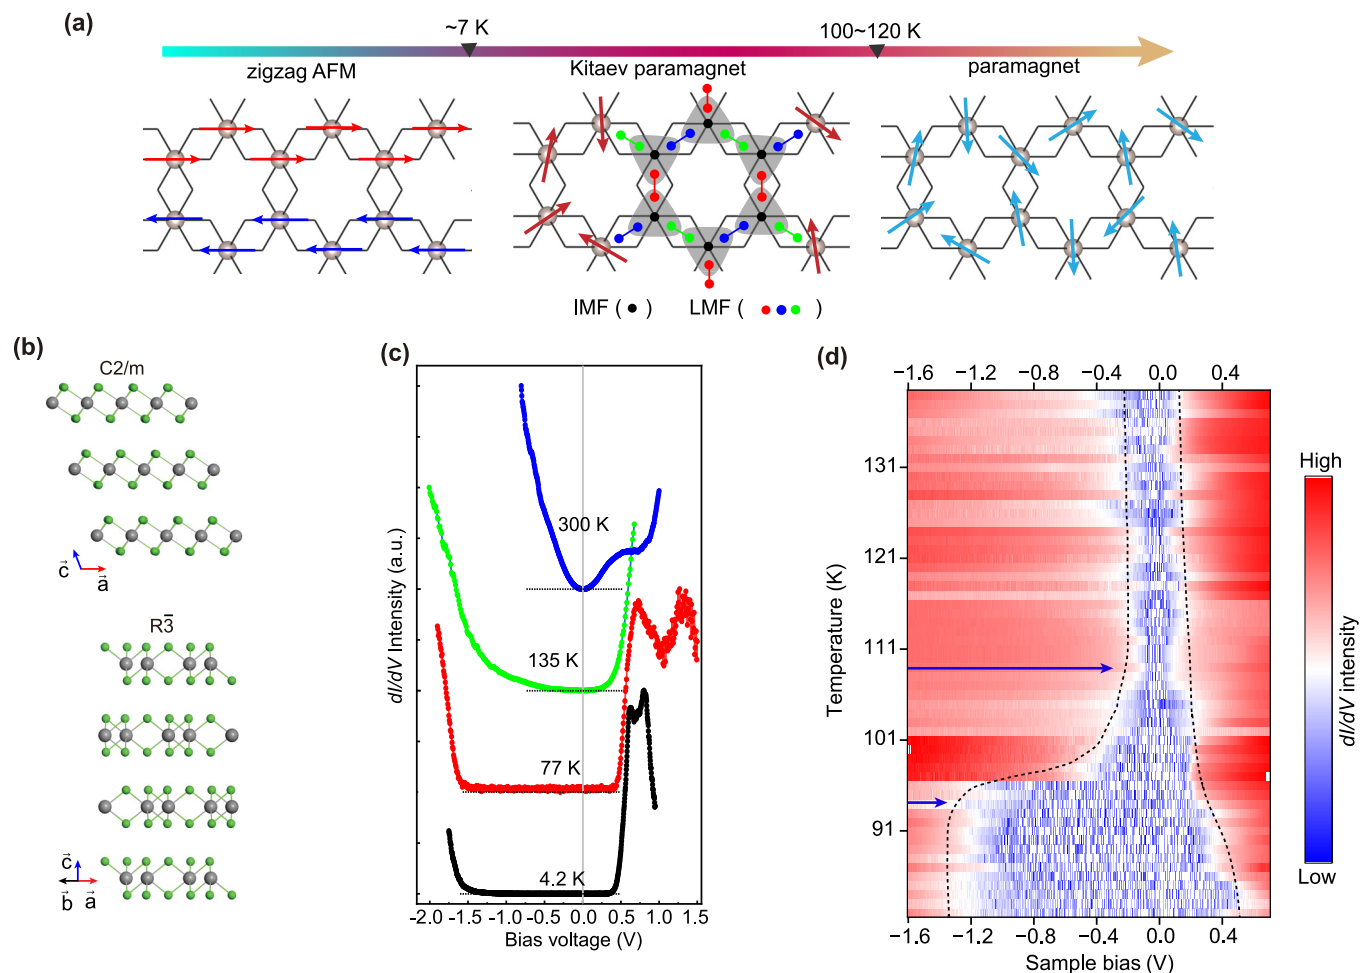 (a)
~7 K
100~120 K
zigzag AFM
Kitaev paramagnet
paramagnet
IMF ( )
LMF ( )
(b)
C2/m
c⃗
a⃗
R3̅
c⃗
b⃗
a⃗
(c)
dI/dV Intensity (a.u.)
300 K
135 K
77 K
4.2 K
-2.0 -1.5 -1.0 -0.5 0.0 0.5 1.0 1.5
Bias voltage (V)
(d)
−1.6 −1.2 −0.8 −0.4 0.0 0.4
Temperature (K)
131
121
111
101
91
−1.6 −1.2 −0.8 −0.4 0.0 0.4
Sample bias (V)
High
dI/dV intensity
Low